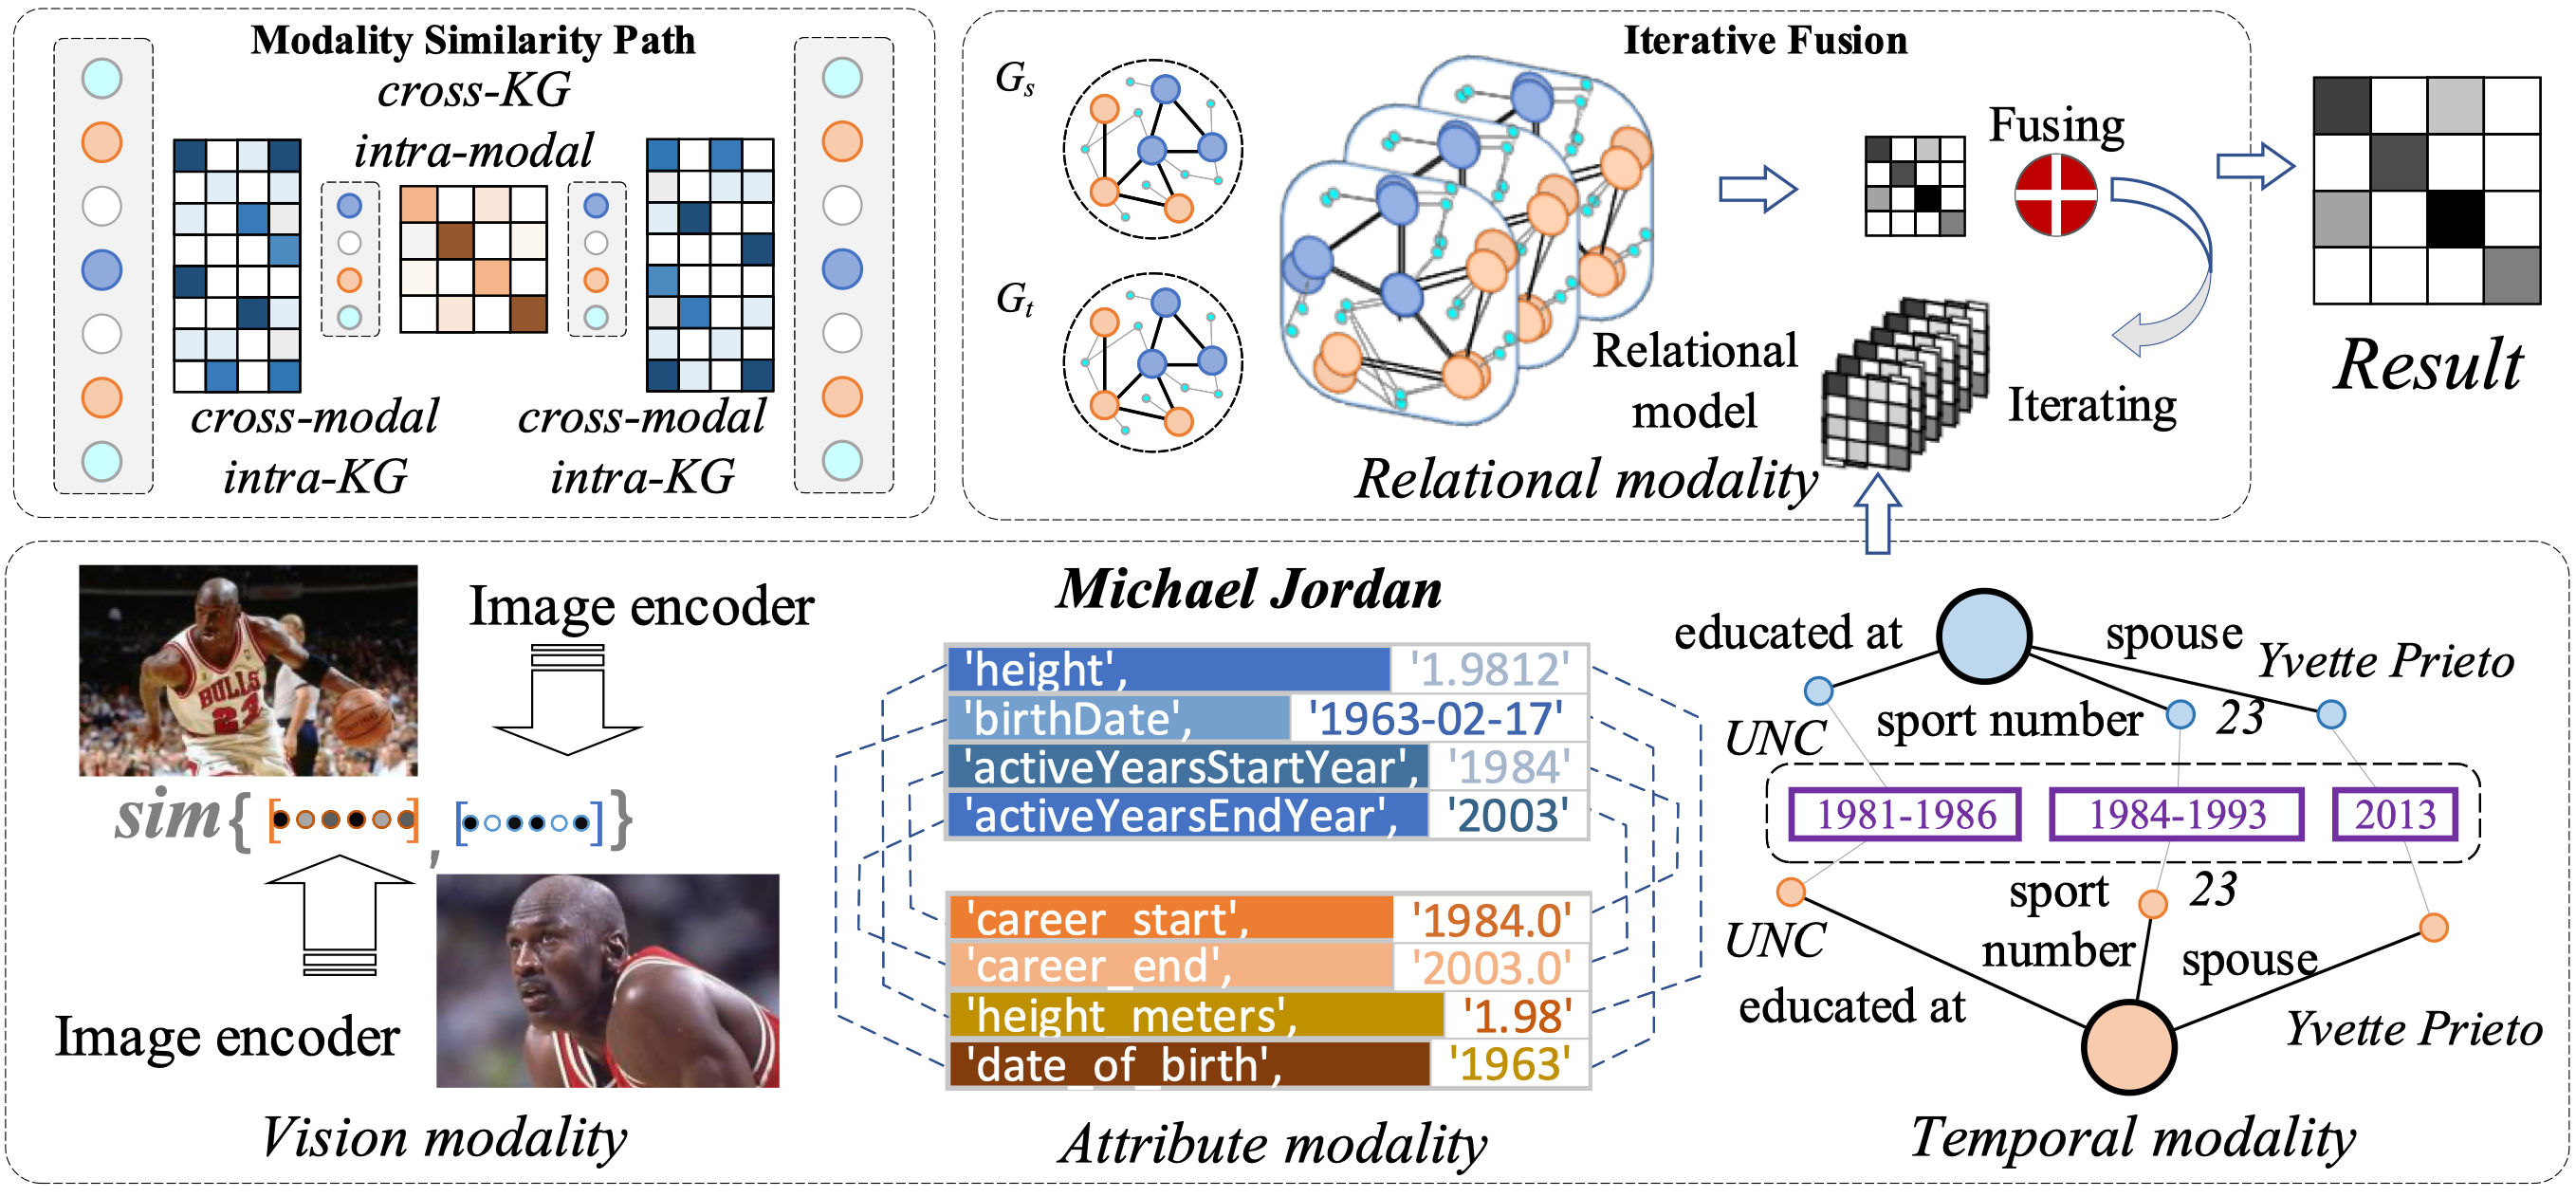 Modality Similarity Path
cross-KG
intra-modal
cross-modal
intra-KG
cross-modal
intra-KG
Iterative Fusion
Gs
Gt
Relational
model
Relational modality
Fusing
Iterating
Result
Image encoder
BULLS
23
sim{[ ], [ ]}
Image encoder
Vision modality
Michael Jordan
'height', '1.9812'
'birthDate', '1963-02-17'
'activeYearsStartYear', '1984'
'activeYearsEndYear', '2003'
'career_start', '1984.0'
'career_end', '2003.0'
'height_meters', '1.98'
'date_of_birth', '1963'
Attribute modality
educated at
spouse
Yvette Prieto
UNC
sport number
23
1981-1986
1984-1993
2013
UNC
sport
number
23
spouse
educated at
Yvette Prieto
Temporal modality